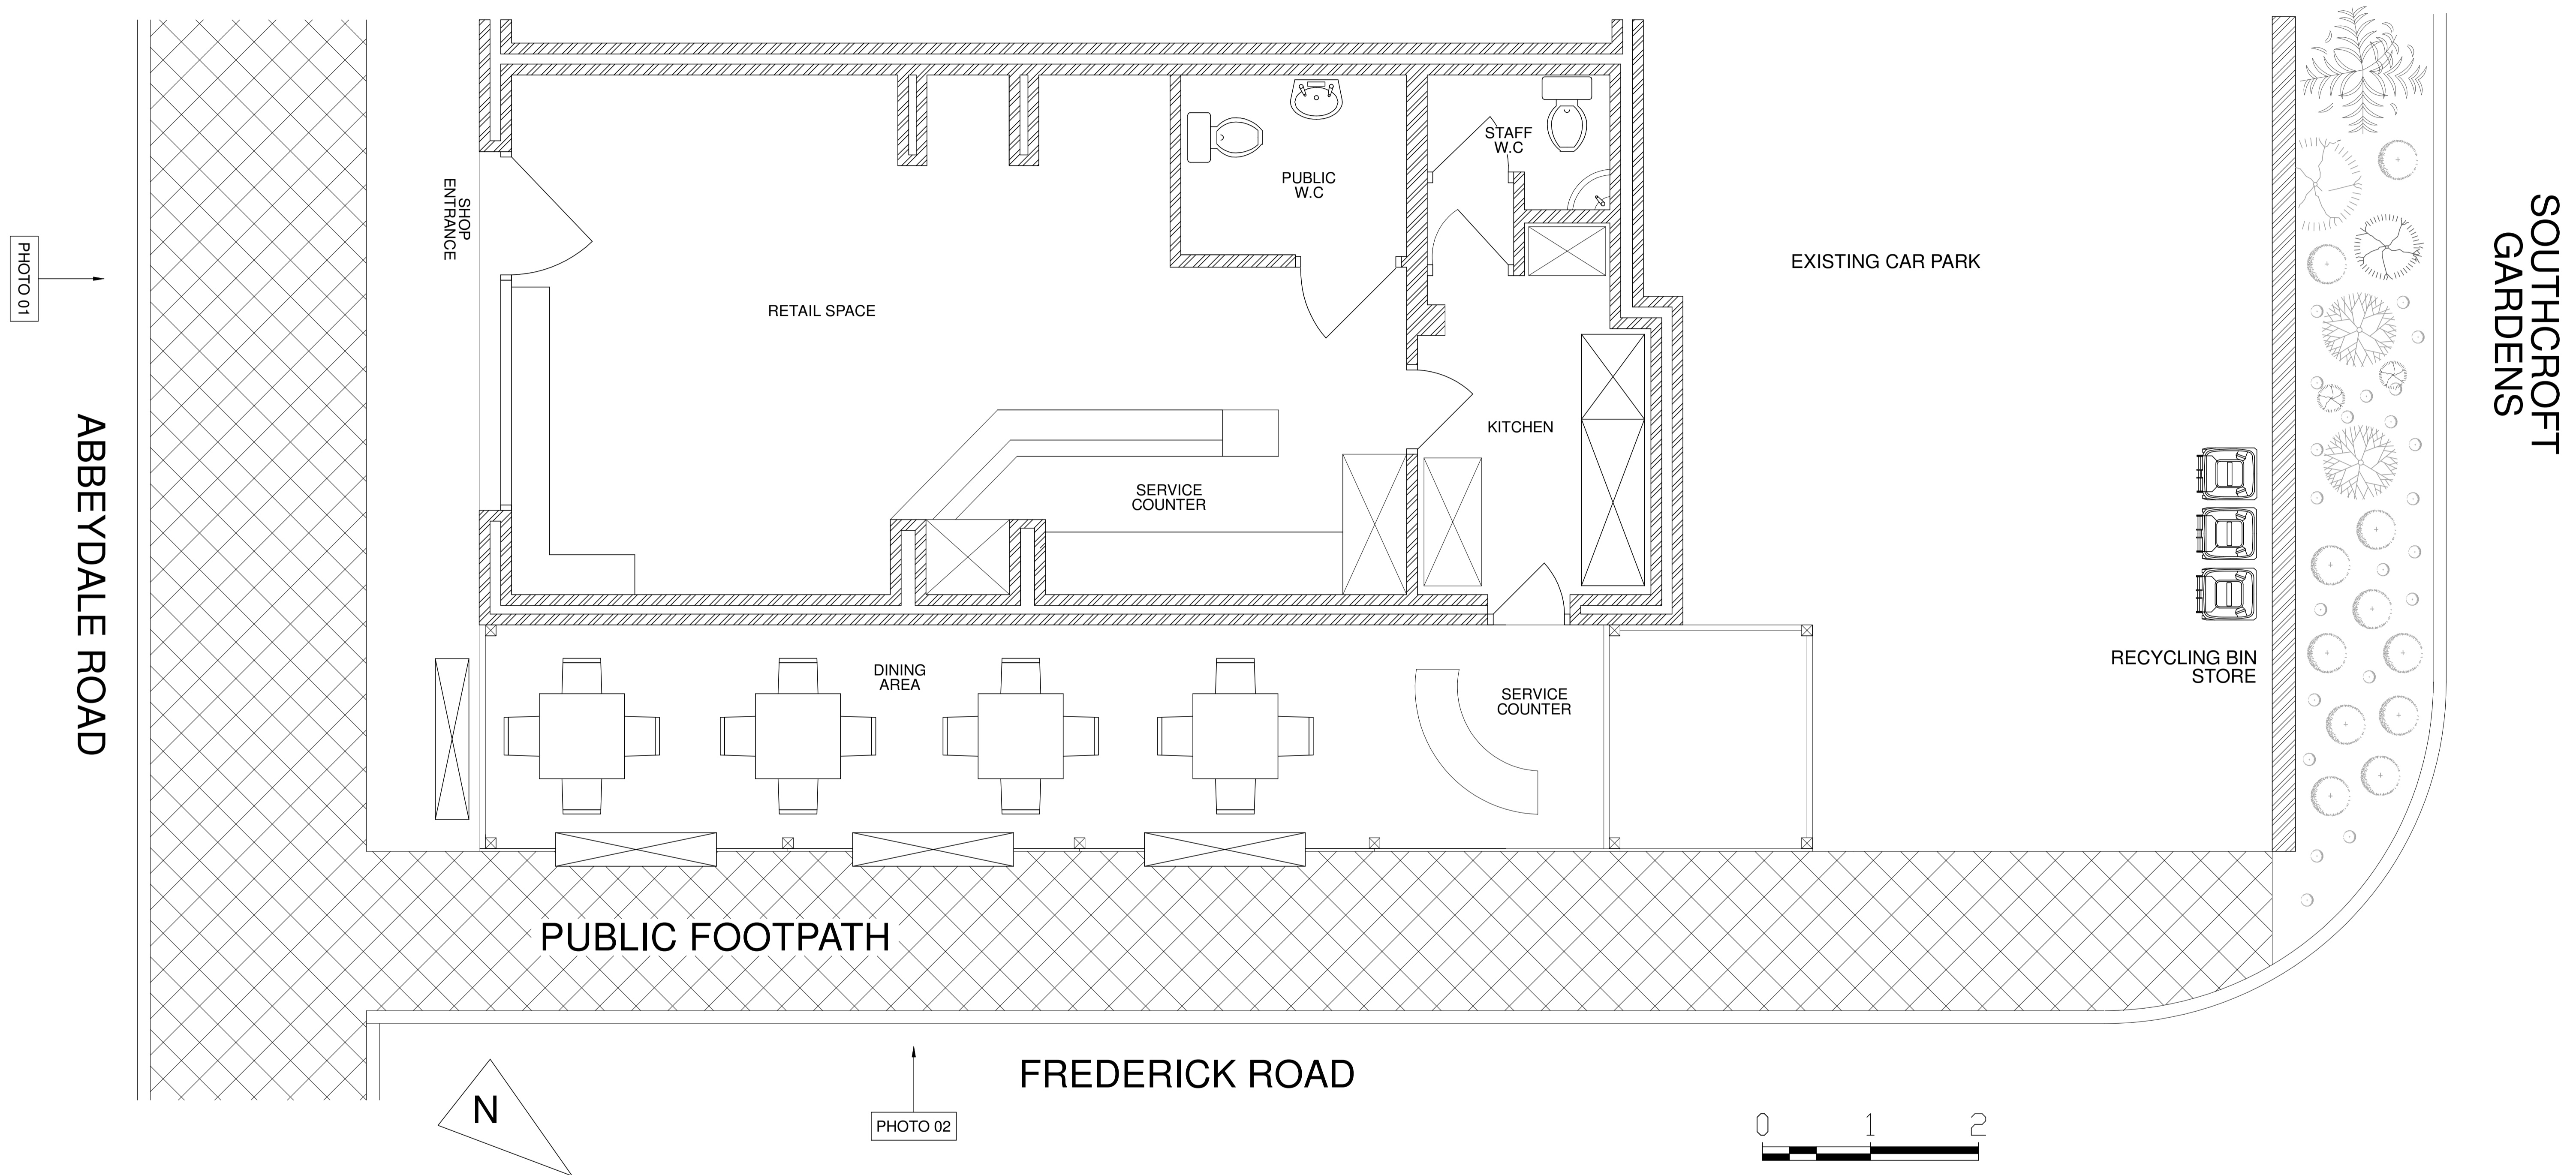 STAFF
W.C
PUBLIC
W.C
SHOP
ENTRANCE
PHOTO 01
EXISTING CAR PARK
SOUTHCROFT
GARDENS
RETAIL SPACE
KITCHEN
ABBEYDALE ROAD
SERVICE
COUNTER
RECYCLING BIN
STORE
DINING
AREA
SERVICE
COUNTER
PUBLIC FOOTPATH
FREDERICK ROAD
N
PHOTO 02
0 1 2